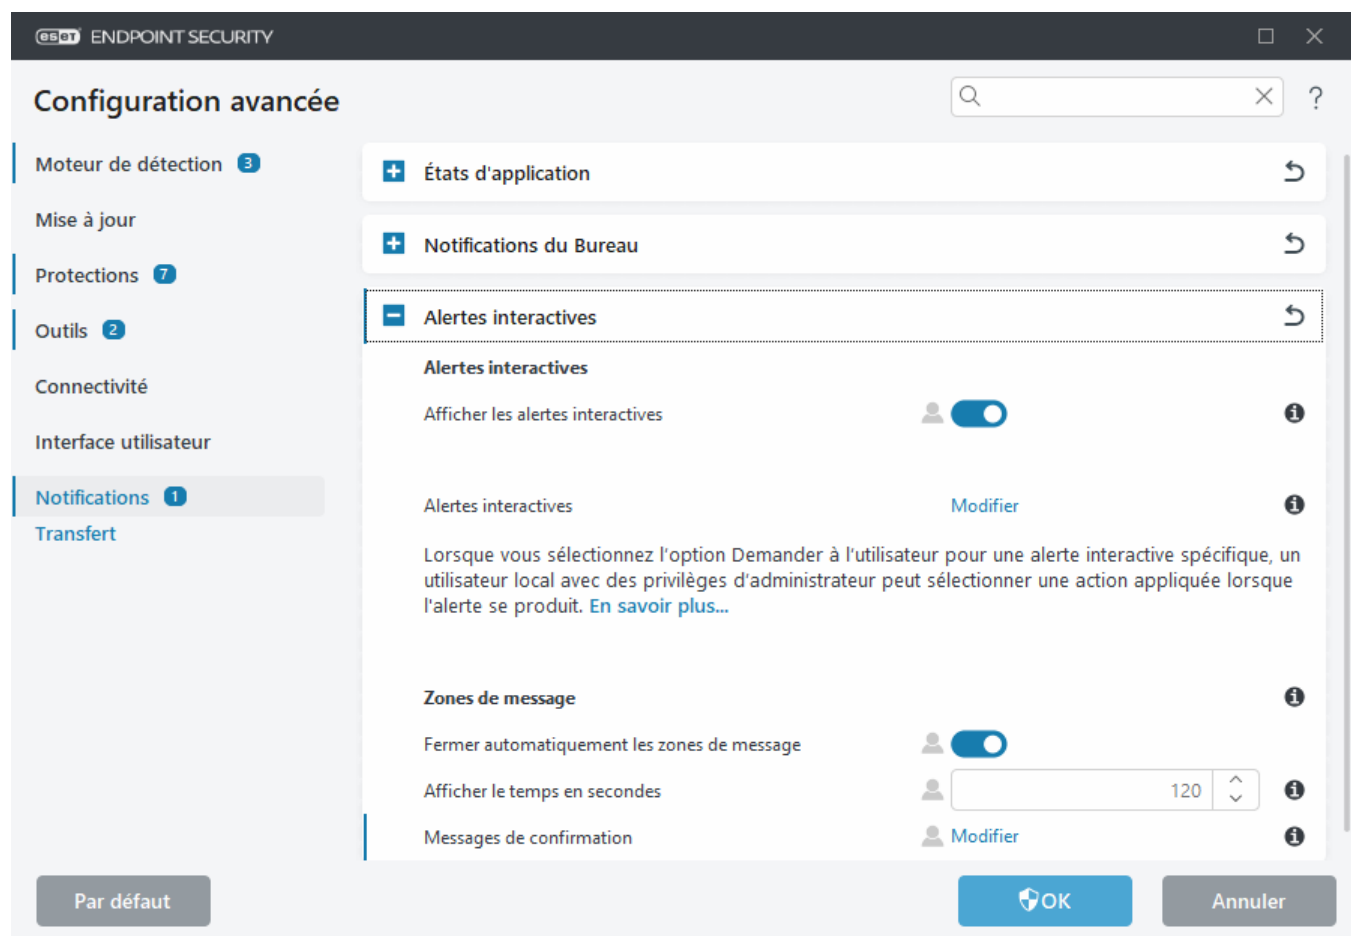 eset ENDPOINT SECURITY
Configuration avancée
Moteur de détection 3
Mise à jour
Protections 7
Outils 2
Connectivité
Interface utilisateur
Notifications 1
Transfert
États d'application
Notifications du Bureau
Alertes interactives
Alertes interactives
Afficher les alertes interactives
Alertes interactives Modifier
Lorsque vous sélectionnez l'option Demander à l'utilisateur pour une alerte interactive spécifique, un
utilisateur local avec des privilèges d'administrateur peut sélectionner une action appliquée lorsque
l'alerte se produit. En savoir plus...
Zones de message
Fermer automatiquement les zones de message
Afficher le temps en secondes 120
Messages de confirmation Modifier
Par défaut
OK
Annuler